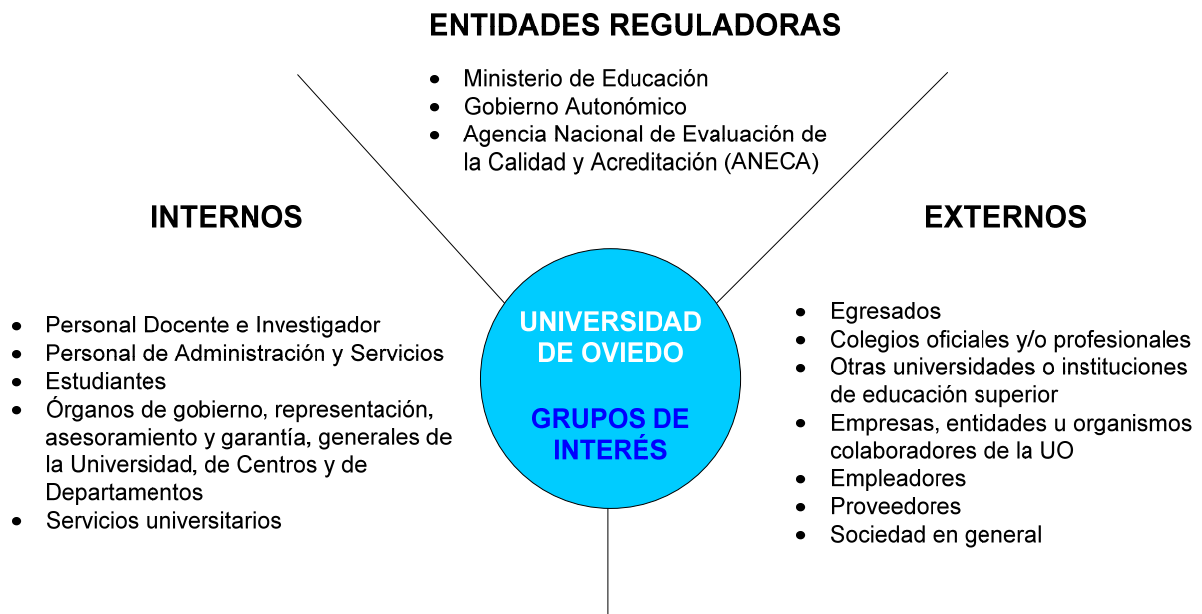 ENTIDADES REGULADORAS
• Ministerio de Educación
• Gobierno Autonómico
• Agencia Nacional de Evaluación de
la Calidad y Acreditación (ANECA)
INTERNOS
• Personal Docente e Investigador
• Personal de Administración y Servicios
• Estudiantes
• Órganos de gobierno, representación,
asesoramiento y garantía, generales de
la Universidad, de Centros y de
Departamentos
• Servicios universitarios
UNIVERSIDAD
DE OVIEDO
GRUPOS DE
INTERÉS
EXTERNOS
• Egresados
• Colegios oficiales y/o profesionales
• Otras universidades o instituciones
de educación superior
• Empresas, entidades u organismos
colaboradores de la UO
• Empleadores
• Proveedores
• Sociedad en general